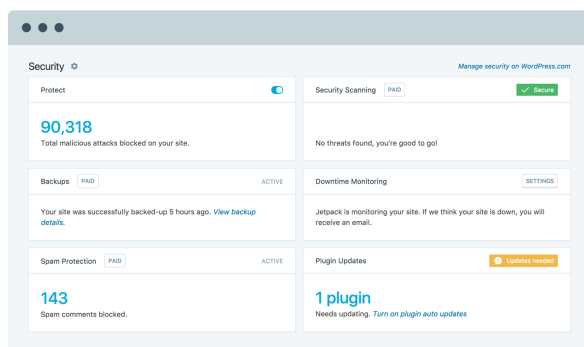 Security
Manage security on WordPress.com
Protect
90,318
Total malicious attacks blocked on your site.
Security Scanning PAID Secure
No threats found, you're good to go!
Backups PAID ACTIVE
Your site was successfully backed-up 5 hours ago. View backup
details.
Downtime Monitoring SETTINGS
Jetpack is monitoring your site. If we think your site is down, you will
receive an email.
Spam Protection PAID ACTIVE
143
Spam comments blocked.
Plugin Updates Updates needed
1 plugin
Needs updating. Turn on plugin auto updates